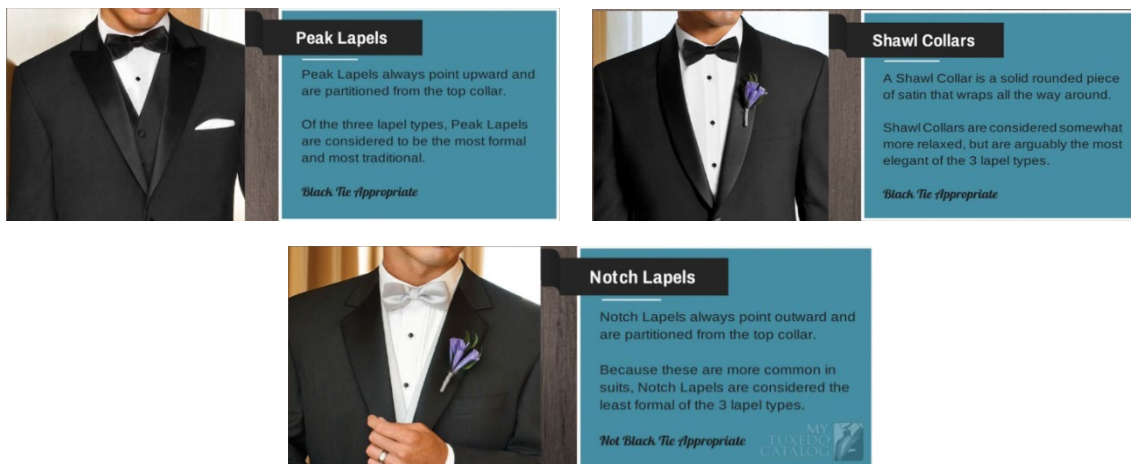 Peak Lapels
Peak Lapels always point upward and
are partitioned from the top collar.
Of the three lapel types, Peak Lapels
are considered to be the most formal
and most traditional.
Black Tie Appropriate
Shawl Collars
A Shawl Collar is a solid rounded piece
of satin that wraps all the way around.
Shawl Collars are considered somewhat
more relaxed, but are arguably the most
elegant of the 3 lapel types.
Black Tie Appropriate
Notch Lapels
Notch Lapels always point outward and
are partitioned from the top collar.
Because these are more common in
suits, Notch Lapels are considered the
least formal of the 3 lapel types.
Not Black Tie Appropriate
MY
TUXEDO
CATALOG